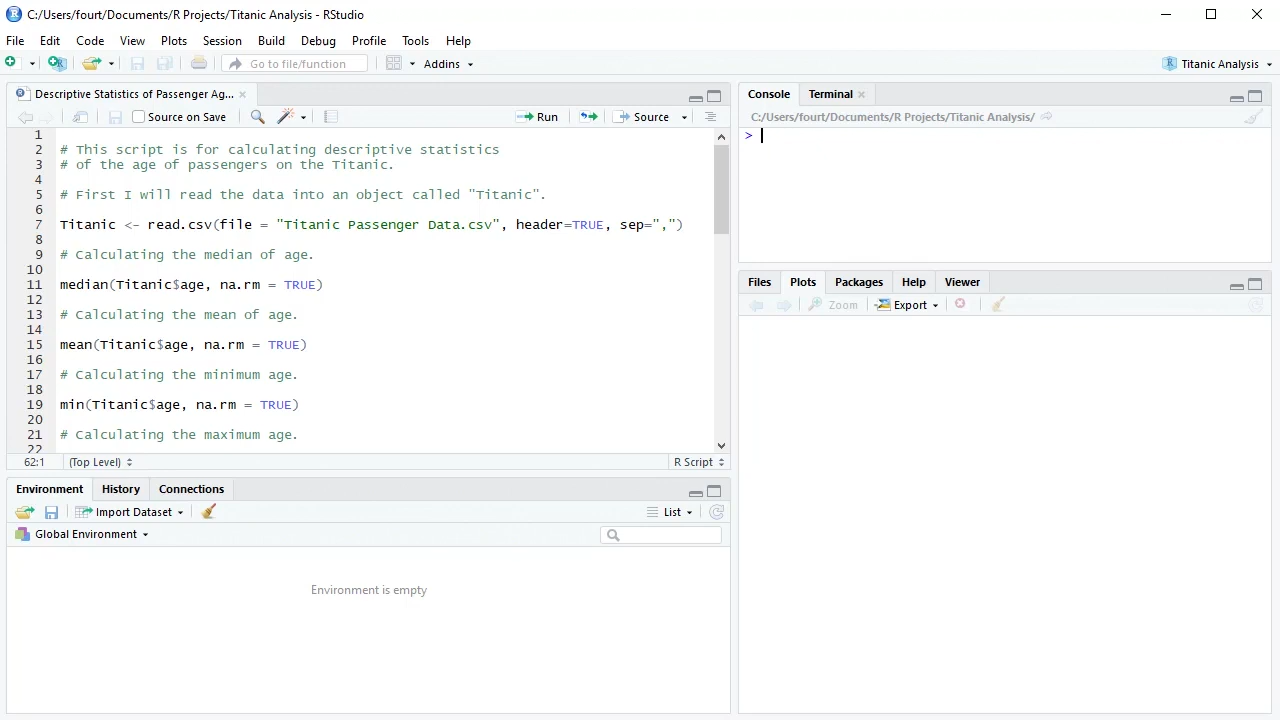 C:/Users/fourt/Documents/R Projects/Titanic Analysis - RStudio
File Edit Code View Plots Session Build Debug Profile Tools Help
Go to file/function Addins Titanic Analysis
Descriptive Statistics of Passenger Ag...
Source on Save Run Source
1
2 # This script is for calculating descriptive statistics
3 # of the age of passengers on the Titanic.
4
5 # First I will read the data into an object called "Titanic".
6
7 Titanic <- read.csv(file = "Titanic Passenger Data.csv", header=TRUE, sep=",")
8
9 # Calculating the median of age.
10
11 median(Titanic$age, na.rm = TRUE)
12
13 # Calculating the mean of age.
14
15 mean(Titanic$age, na.rm = TRUE)
16
17 # Calculating the minimum age.
18
19 min(Titanic$age, na.rm = TRUE)
20
21 # Calculating the maximum age.
22
62:1 (Top Level) R Script
Environment History Connections
Import Dataset List
Global Environment
Environment is empty
Console Terminal
C:/Users/fourt/Documents/R Projects/Titanic Analysis/
>
Files Plots Packages Help Viewer
Zoom Export